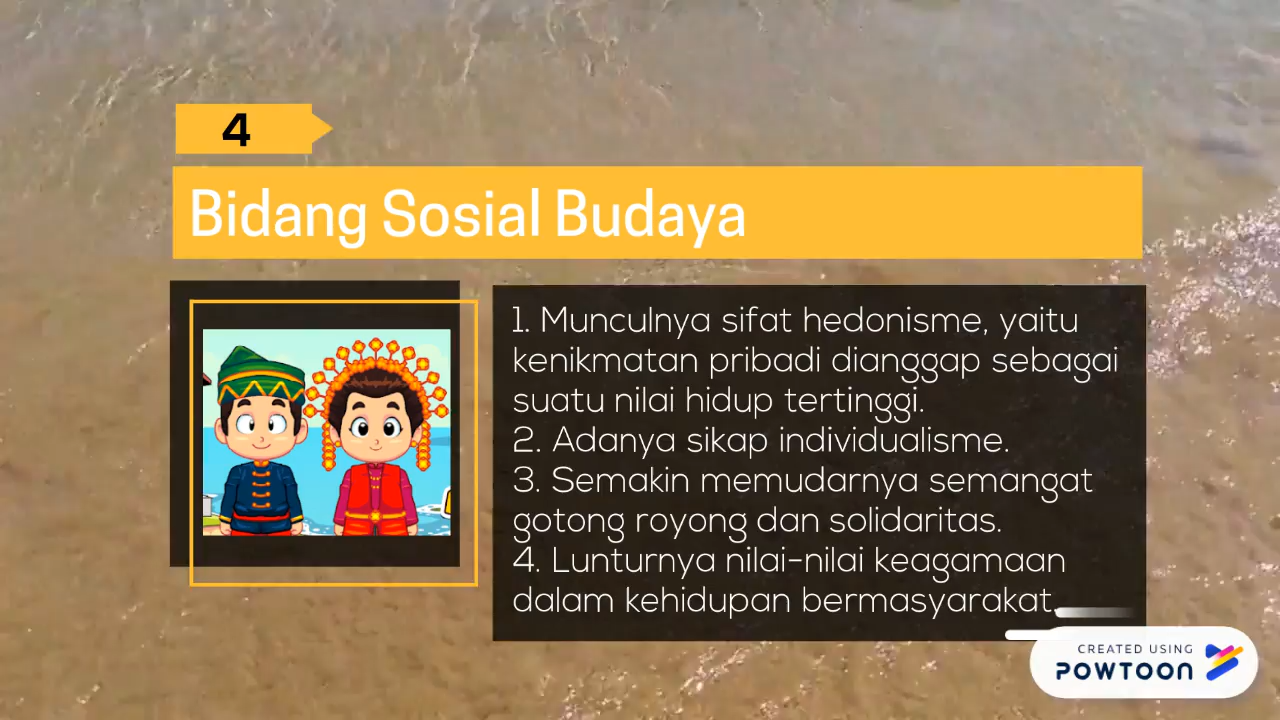 4
Bidang Sosial Budaya
1. Munculnya sifat hedonisme, yaitu
kenikmatan pribadi dianggap sebagai
suatu nilai hidup tertinggi.
2. Adanya sikap individualisme.
3. Semakin memudarnya semangat
gotong royong dan solidaritas.
4. Lunturnya nilai-nilai keagamaan
dalam kehidupan bermasyarakat.
CREATED USING
POWTOON